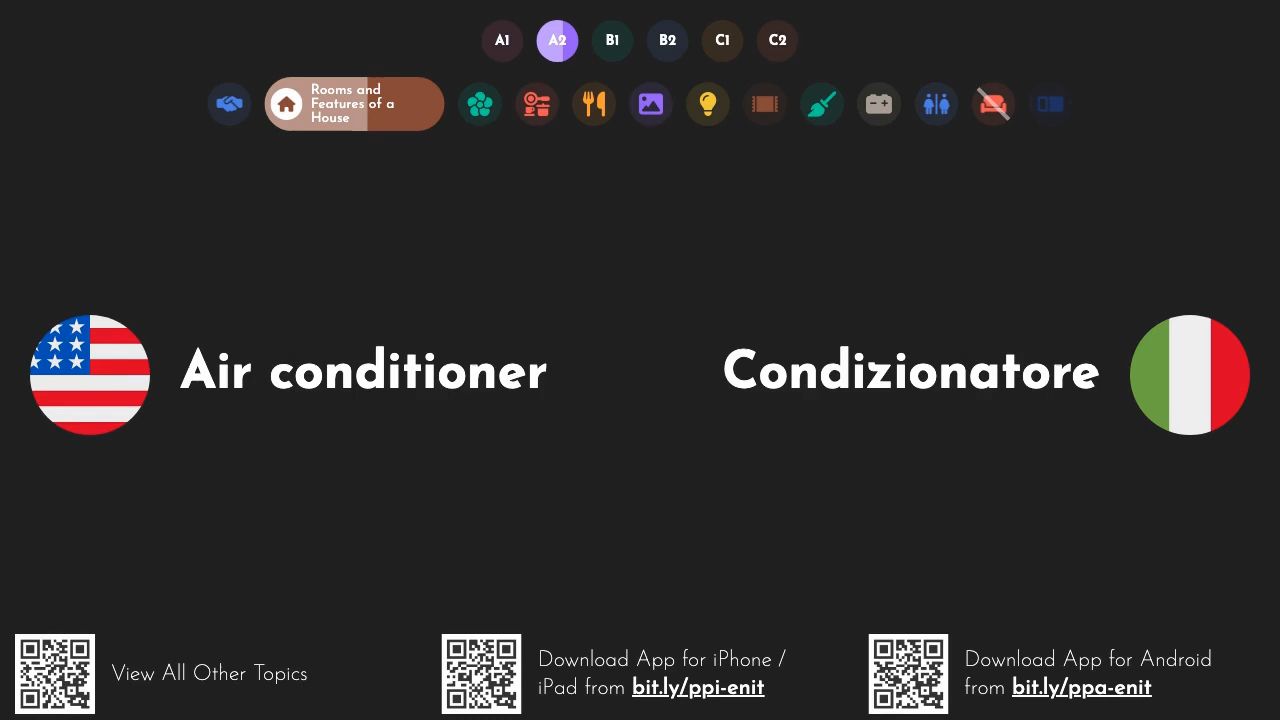 A1
A2
B1
B2
C1
C2
Rooms and
Features of a
House
Air conditioner
Condizionatore
View All Other Topics
Download App for iPhone /
iPad from bit.ly/ppi-enit
Download App for Android
from bit.ly/ppa-enit